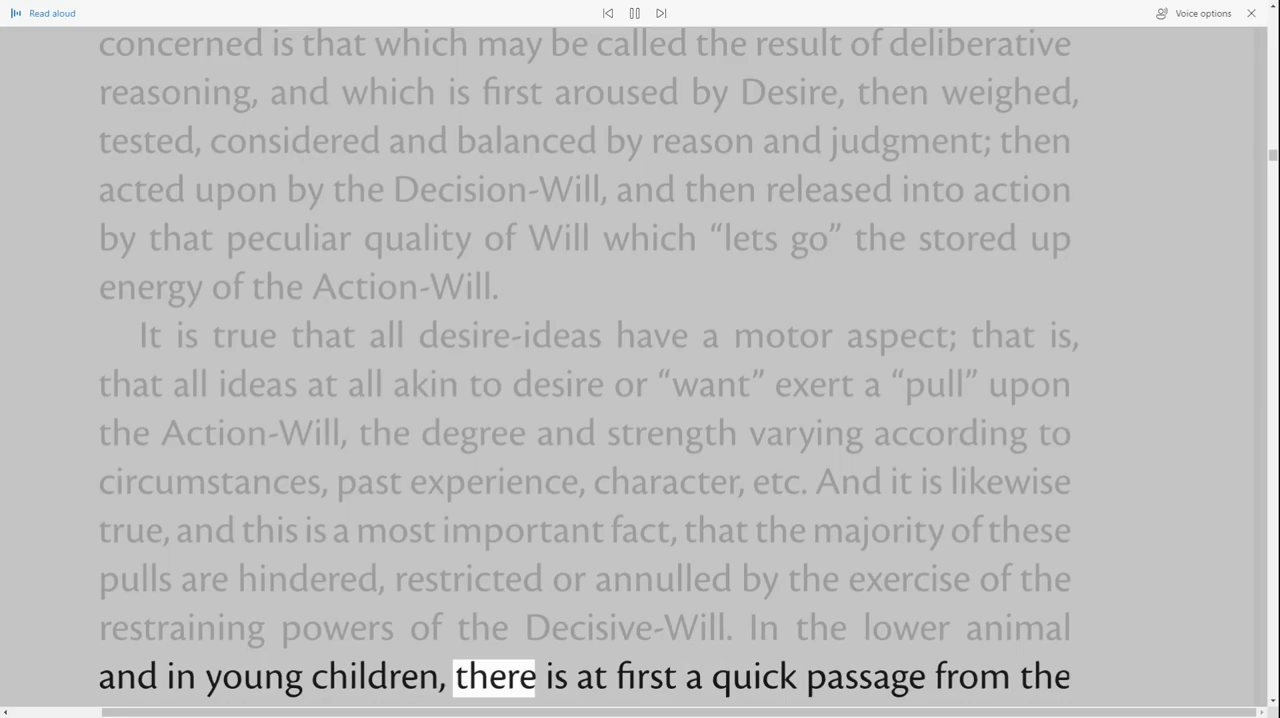 Read aloud
Voice options
concerned is that which may be called the result of deliberative
reasoning, and which is first aroused by Desire, then weighed,
tested, considered and balanced by reason and judgment; then
acted upon by the Decision-Will, and then released into action
by that peculiar quality of Will which “lets go” the stored up
energy of the Action-Will.
It is true that all desire-ideas have a motor aspect; that is,
that all ideas at all akin to desire or “want” exert a “pull” upon
the Action-Will, the degree and strength varying according to
circumstances, past experience, character, etc. And it is likewise
true, and this is a most important fact, that the majority of these
pulls are hindered, restricted or annulled by the exercise of the
restraining powers of the Decisive-Will. In the lower animal
and in young children, there is at first a quick passage from the